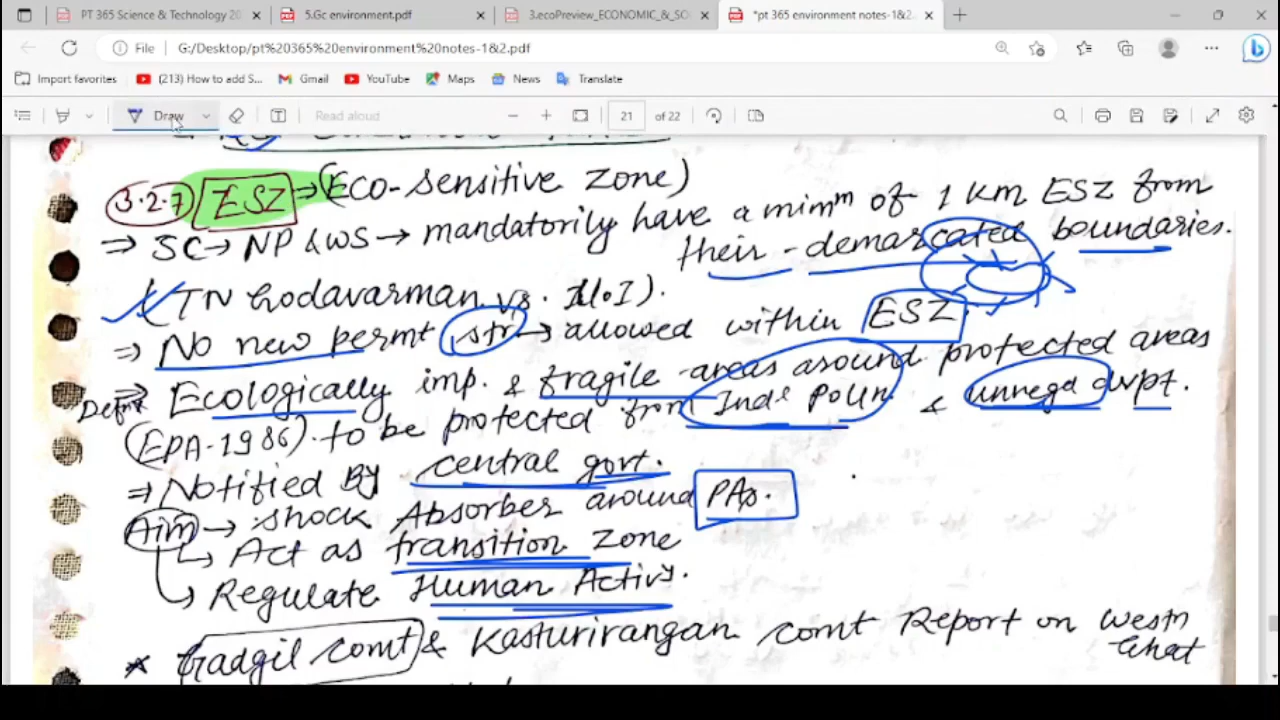 PT 365 Science & Technology 20
5.Gc environment.pdf
3.ecoPreview_ECONOMIC_&_SO
*pt 365 environment notes-1&2.
File G:/Desktop/pt%20365%20environment%20notes-1&2.pdf
Import favorites (213) How to add S... Gmail YouTube Maps News Translate
Draw Read aloud 21 of 22
3.2.7 ESZ ⇒ (Eco-sensitive zone)
⇒ SC → NP & WS → mandatorily have a mimm of 1 Km ESZ from
their demarcated boundaries.
(TN Godavarman vs. U.O.I).
⇒ No new permt str → allowed within ESZ.
⇒ Ecologically imp. & fragile areas around protected areas
(EPA-1986). to be protected from Indl Polln & unregd dvpt.
⇒ Notified By central govt.
Aim → shock Absorber around PAs.
↳ Act as transition zone
↳ Regulate Human Activy.
* Gadgil comt & Kasturirangan comt Report on Westn
Ghat